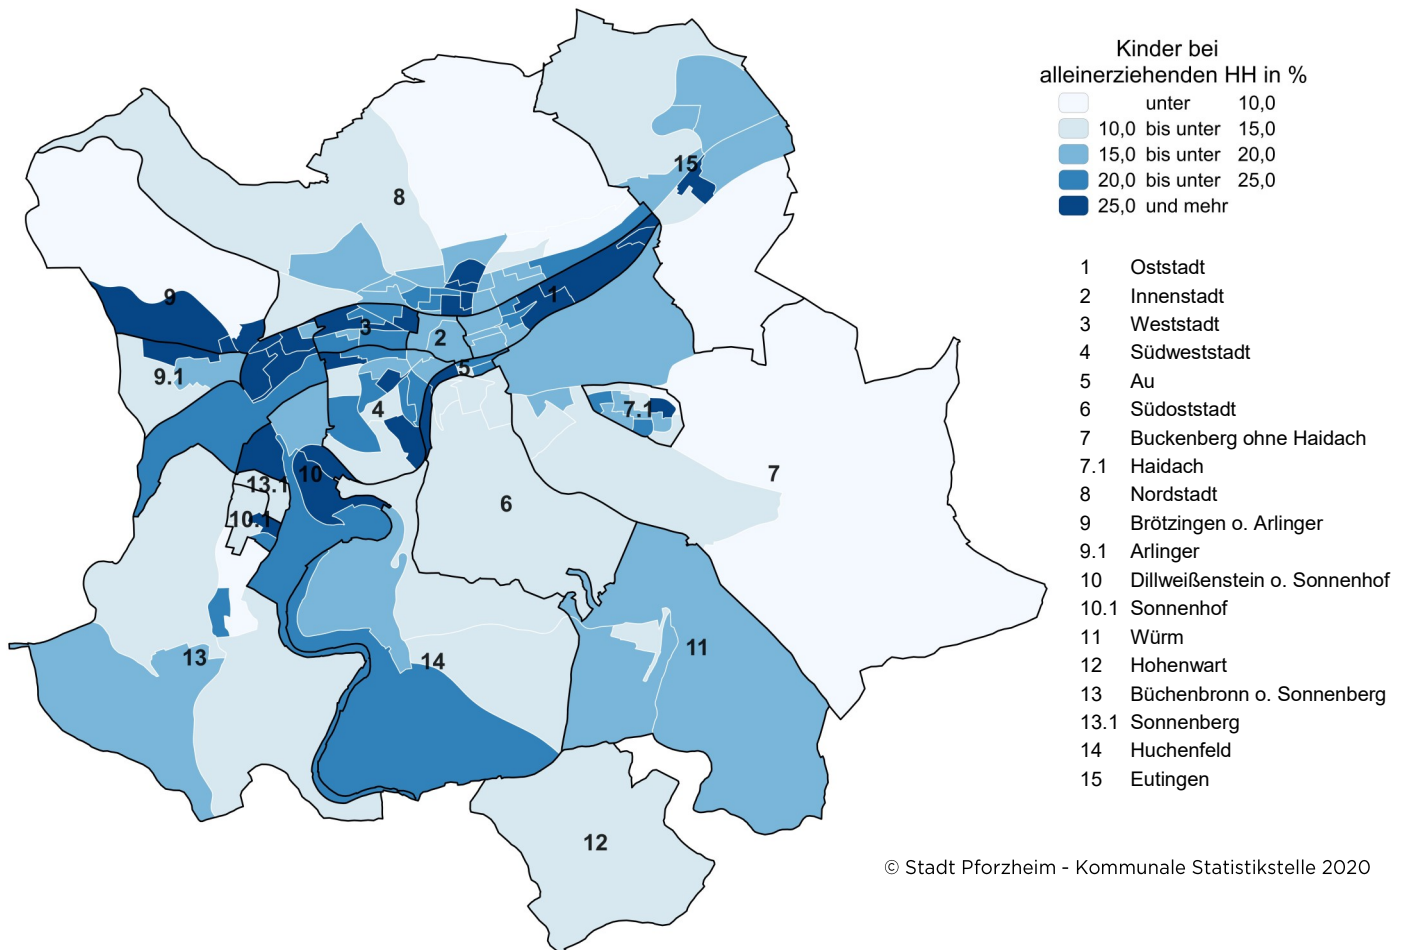 Kinder bei
alleinerziehenden HH in %
unter 10,0
10,0 bis unter 15,0
15,0 bis unter 20,0
20,0 bis unter 25,0
25,0 und mehr
1 Oststadt
2 Innenstadt
3 Weststadt
4 Südweststadt
5 Au
6 Südoststadt
7 Buckenberg ohne Haidach
7.1 Haidach
8 Nordstadt
9 Brötzingen o. Arlinger
9.1 Arlinger
10 Dillweißenstein o. Sonnenhof
10.1 Sonnenhof
11 Würm
12 Hohenwart
13 Büchenbronn o. Sonnenberg
13.1 Sonnenberg
14 Huchenfeld
15 Eutingen
15
8
9
1
3
2
5
9.1
4
7.1
10
7
13.1
6
10.1
11
13
14
12
© Stadt Pforzheim - Kommunale Statistikstelle 2020